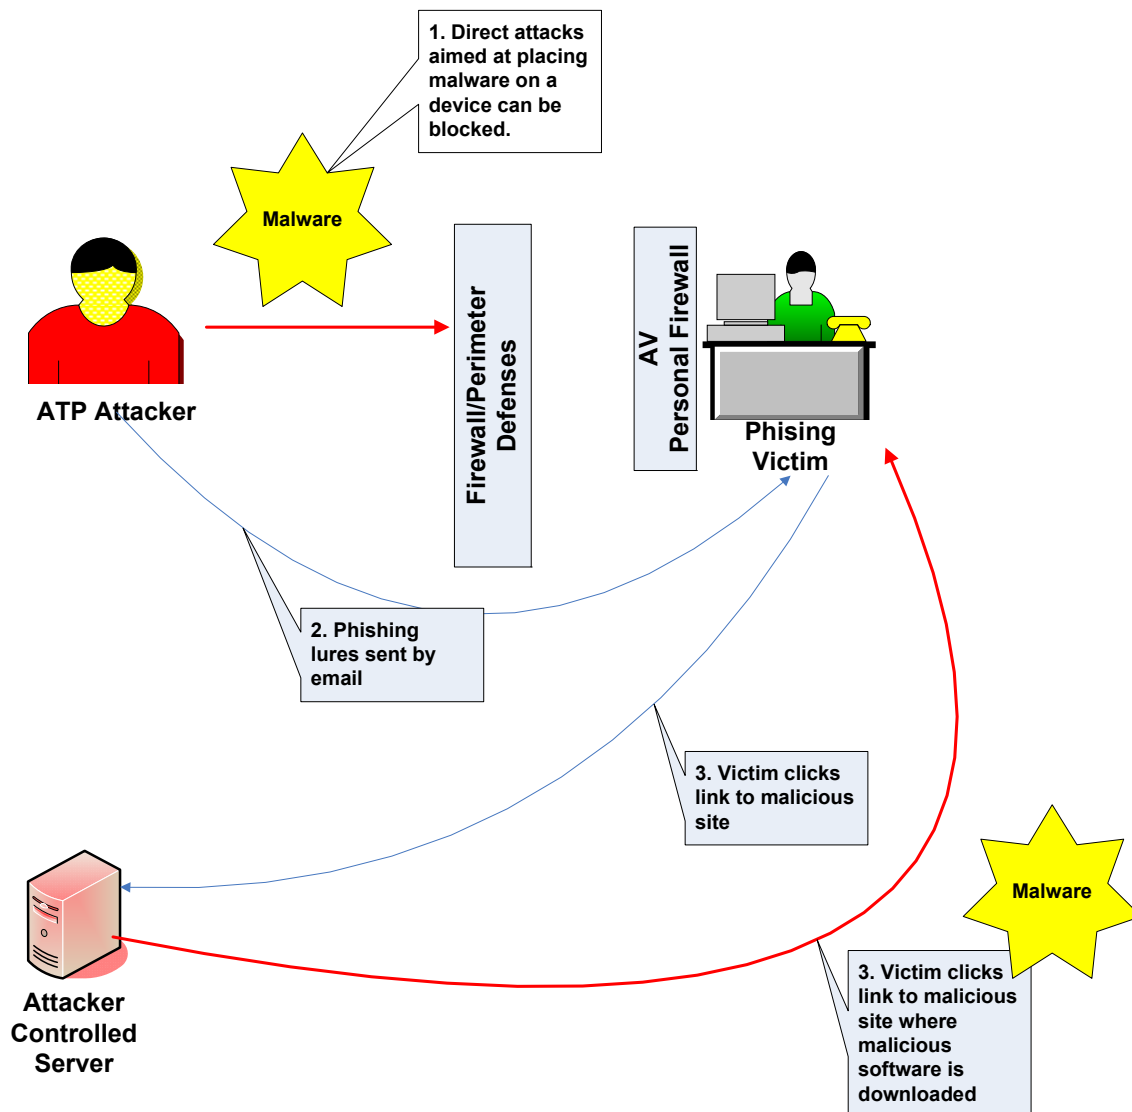 1. Direct attacks
aimed at placing
malware on a
device can be
blocked.
Malware
ATP Attacker
Firewall/Perimeter
Defenses
AV
Personal Firewall
Phising
Victim
2. Phishing
lures sent by
email
3. Victim clicks
link to malicious
site
Malware
Attacker
Controlled
Server
3. Victim clicks
link to malicious
site where
malicious
software is
downloaded